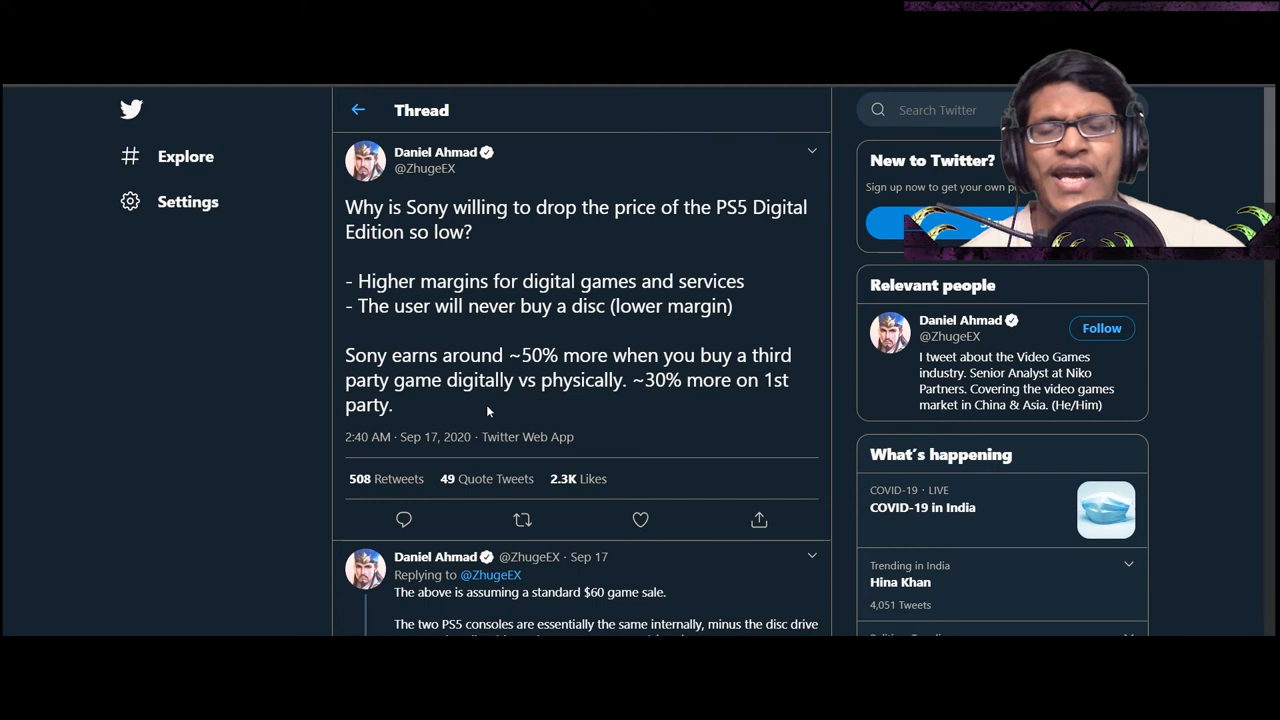 Thread
Search Twitter
Explore
Settings
Daniel Ahmad
@ZhugeEX
Why is Sony willing to drop the price of the PS5 Digital
Edition so low?
- Higher margins for digital games and services
- The user will never buy a disc (lower margin)
Sony earns around ~50% more when you buy a third
party game digitally vs physically. ~30% more on 1st
party.
2:40 AM · Sep 17, 2020 · Twitter Web App
508 Retweets 49 Quote Tweets 2.3K Likes
Daniel Ahmad @ZhugeEX · Sep 17
Replying to @ZhugeEX
The above is assuming a standard $60 game sale.
The two PS5 consoles are essentially the same internally, minus the disc drive
New to Twitter?
Sign up now to get your own
Relevant people
Daniel Ahmad
@ZhugeEX
Follow
I tweet about the Video Games
industry. Senior Analyst at Niko
Partners. Covering the video games
market in China & Asia. (He/Him)
What's happening
COVID-19 · LIVE
COVID-19 in India
Trending in India
Hina Khan
4,051 Tweets